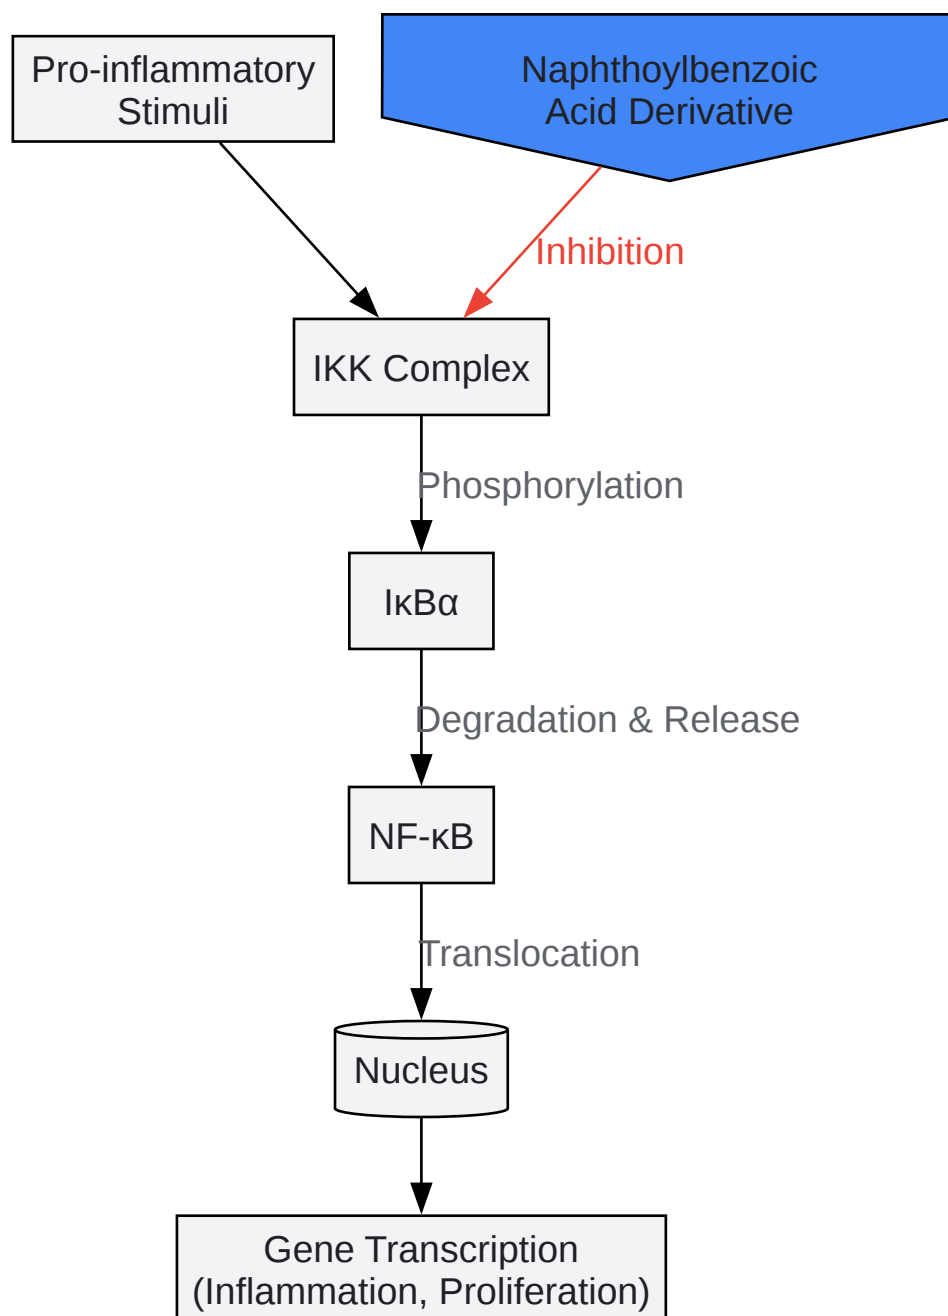 Pro-inflammatory
Stimuli
Naphthoylbenzoic
Acid Derivative
Inhibition
IKK Complex
Phosphorylation
IκBα
Degradation & Release
NF-κB
Translocation
Nucleus
Gene Transcription
(Inflammation, Proliferation)